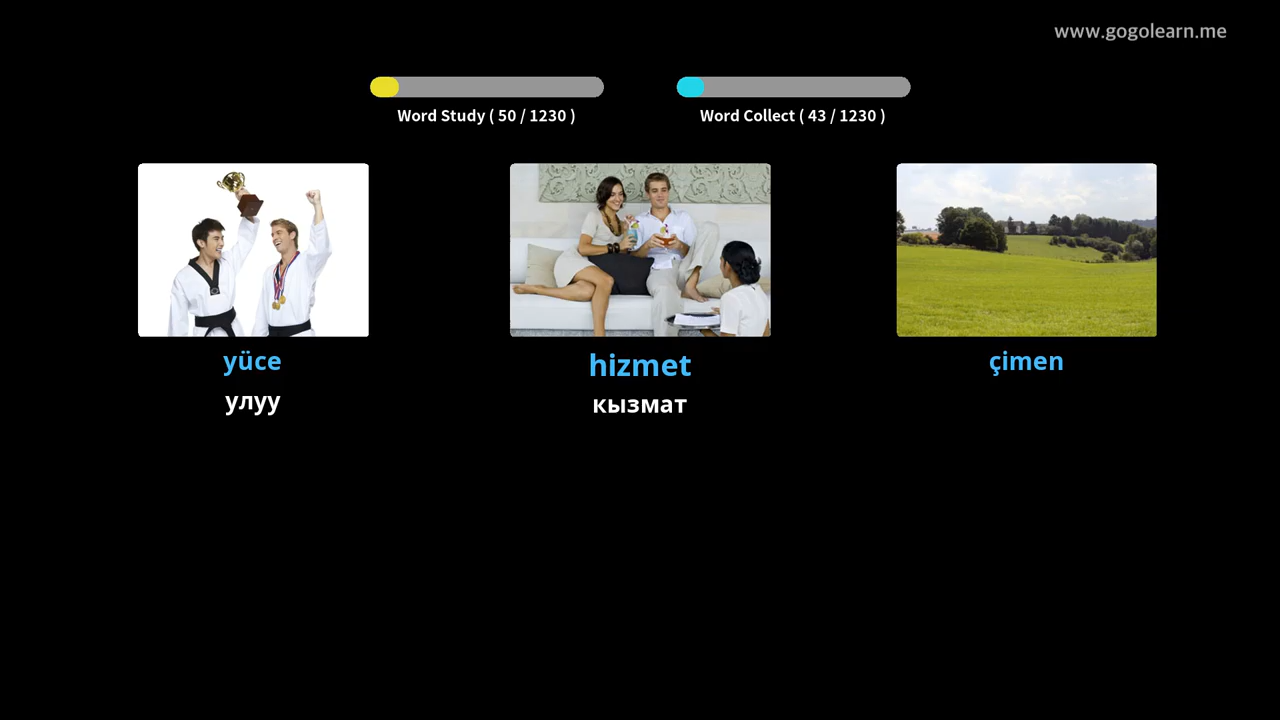 www.gogolearn.me
Word Study ( 50 / 1230 )
Word Collect ( 43 / 1230 )
yüce
hizmet
çimen
улуу
кызмат